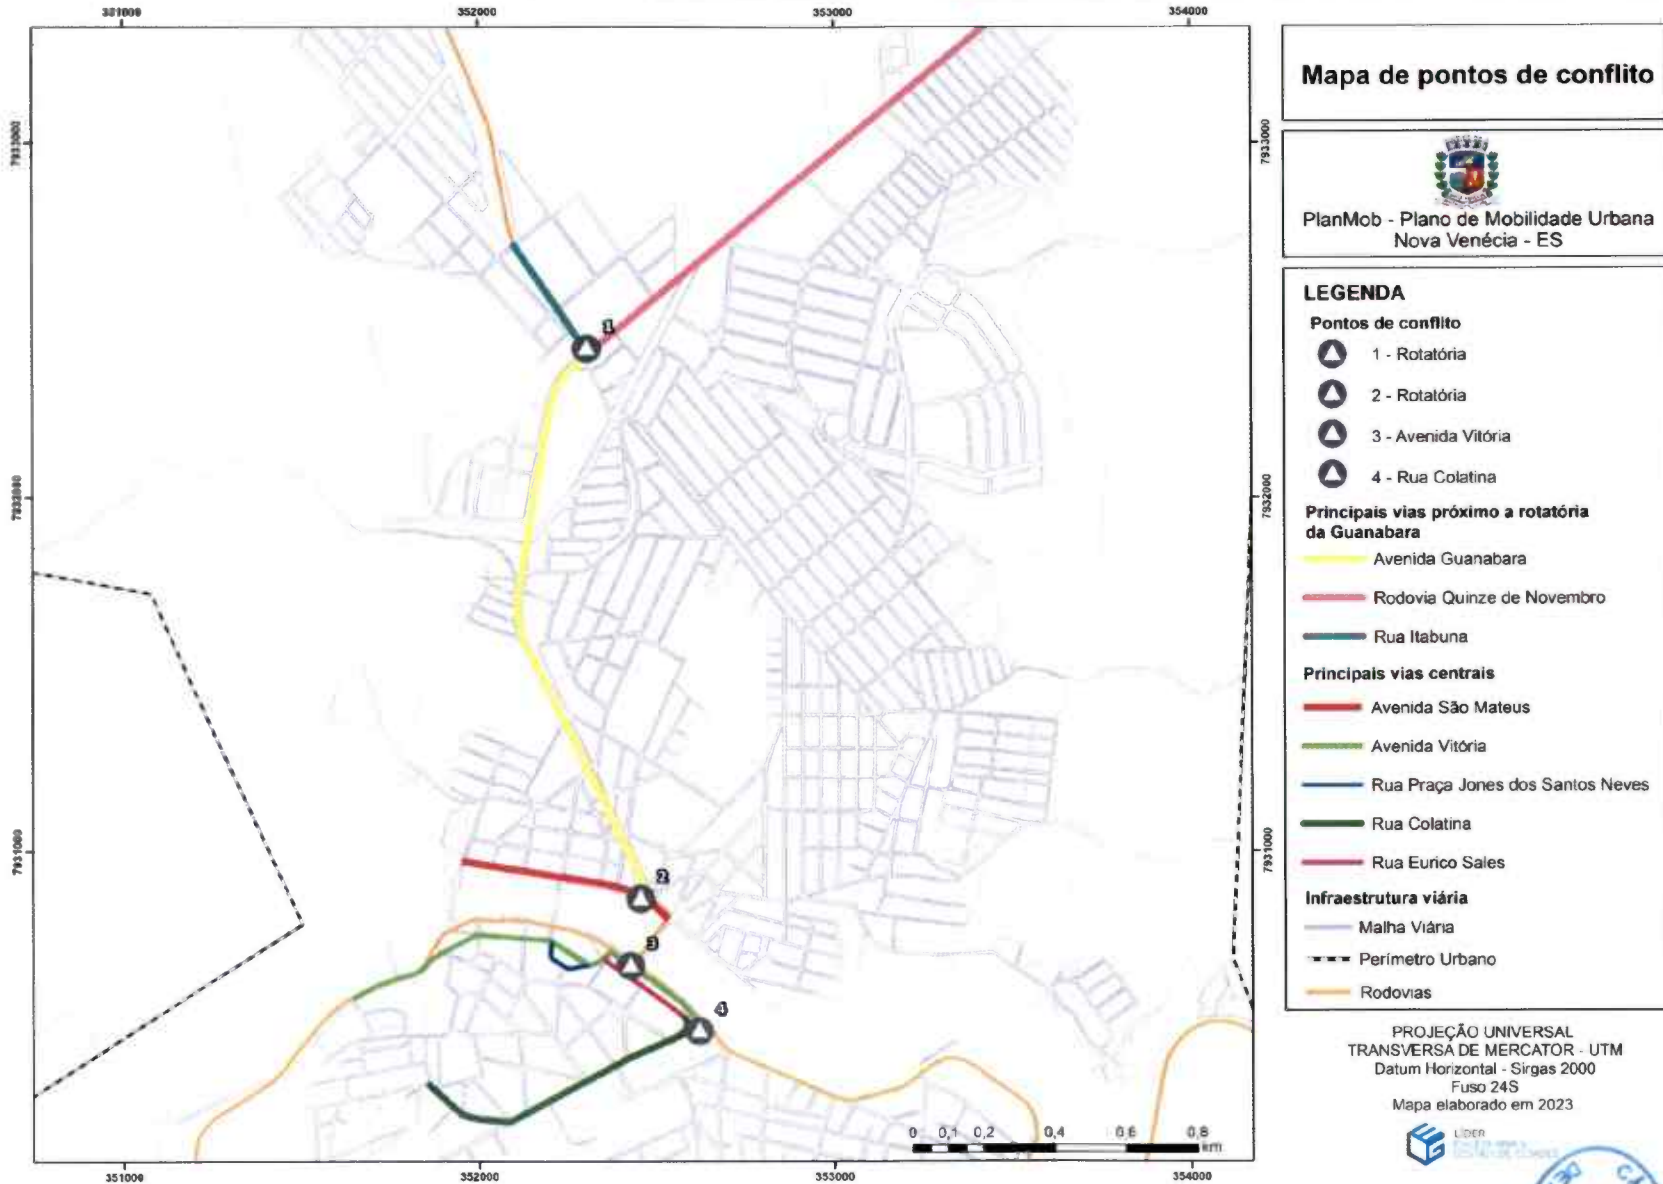 351000 352000 353000 354000
7933000
7932000
7931000
7933000
7932000
7931000
1
2
3
4
0 0,1 0,2 0,4 0,6 0,8
km
351000 352000 353000 354000
Mapa de pontos de conflito
PlanMob - Plano de Mobilidade Urbana
Nova Venécia - ES
LEGENDA
Pontos de conflito
1 - Rotatória
2 - Rotatória
3 - Avenida Vitória
4 - Rua Colatina
Principais vias próximo a rotatória
da Guanabara
Avenida Guanabara
Rodovia Quinze de Novembro
Rua Itabuna
Principais vias centrais
Avenida São Mateus
Avenida Vitória
Rua Praça Jones dos Santos Neves
Rua Colatina
Rua Eurico Sales
Infraestrutura viária
Malha Viária
Perímetro Urbano
Rodovias
PROJEÇÃO UNIVERSAL
TRANSVERSA DE MERCATOR - UTM
Datum Horizontal - Sirgas 2000
Fuso 24S
Mapa elaborado em 2023
LÍDER